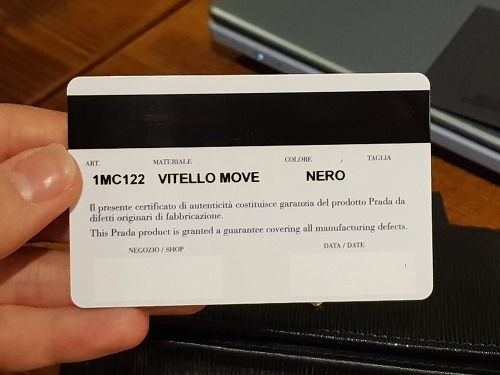 ART. MATERIALE COLORE / TAGLIA
1MC122 VITELLO MOVE NERO
Il presente certificato di autenticità costituisce garanzia del prodotto Prada da
difetti originari di fabbricazione.
This Prada product is granted a guarantee covering all manufacturing defects.
NEGOZIO / SHOP DATA / DATE